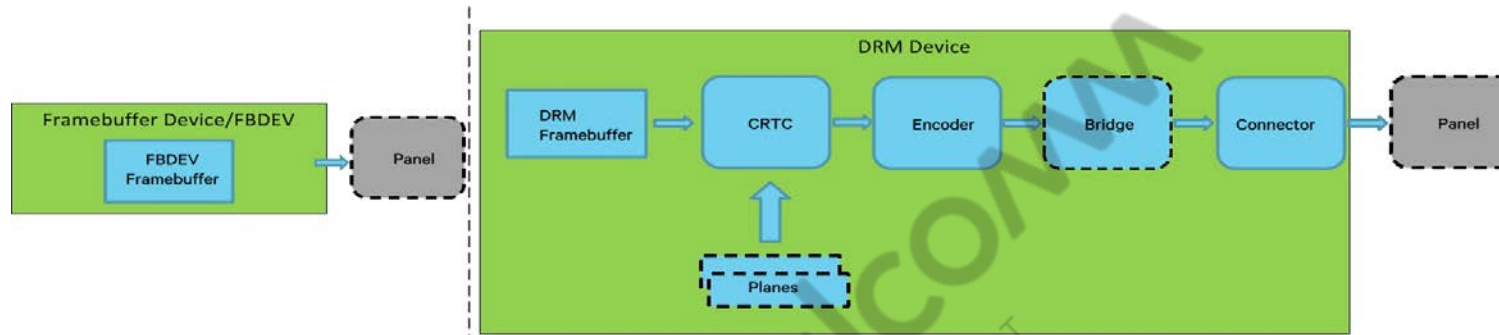 Framebuffer Device/FBDEV
FBDEV
Framebuffer
Panel
DRM Device
DRM
Framebuffer
CRTC
Encoder
Bridge
Connector
Panel
Planes